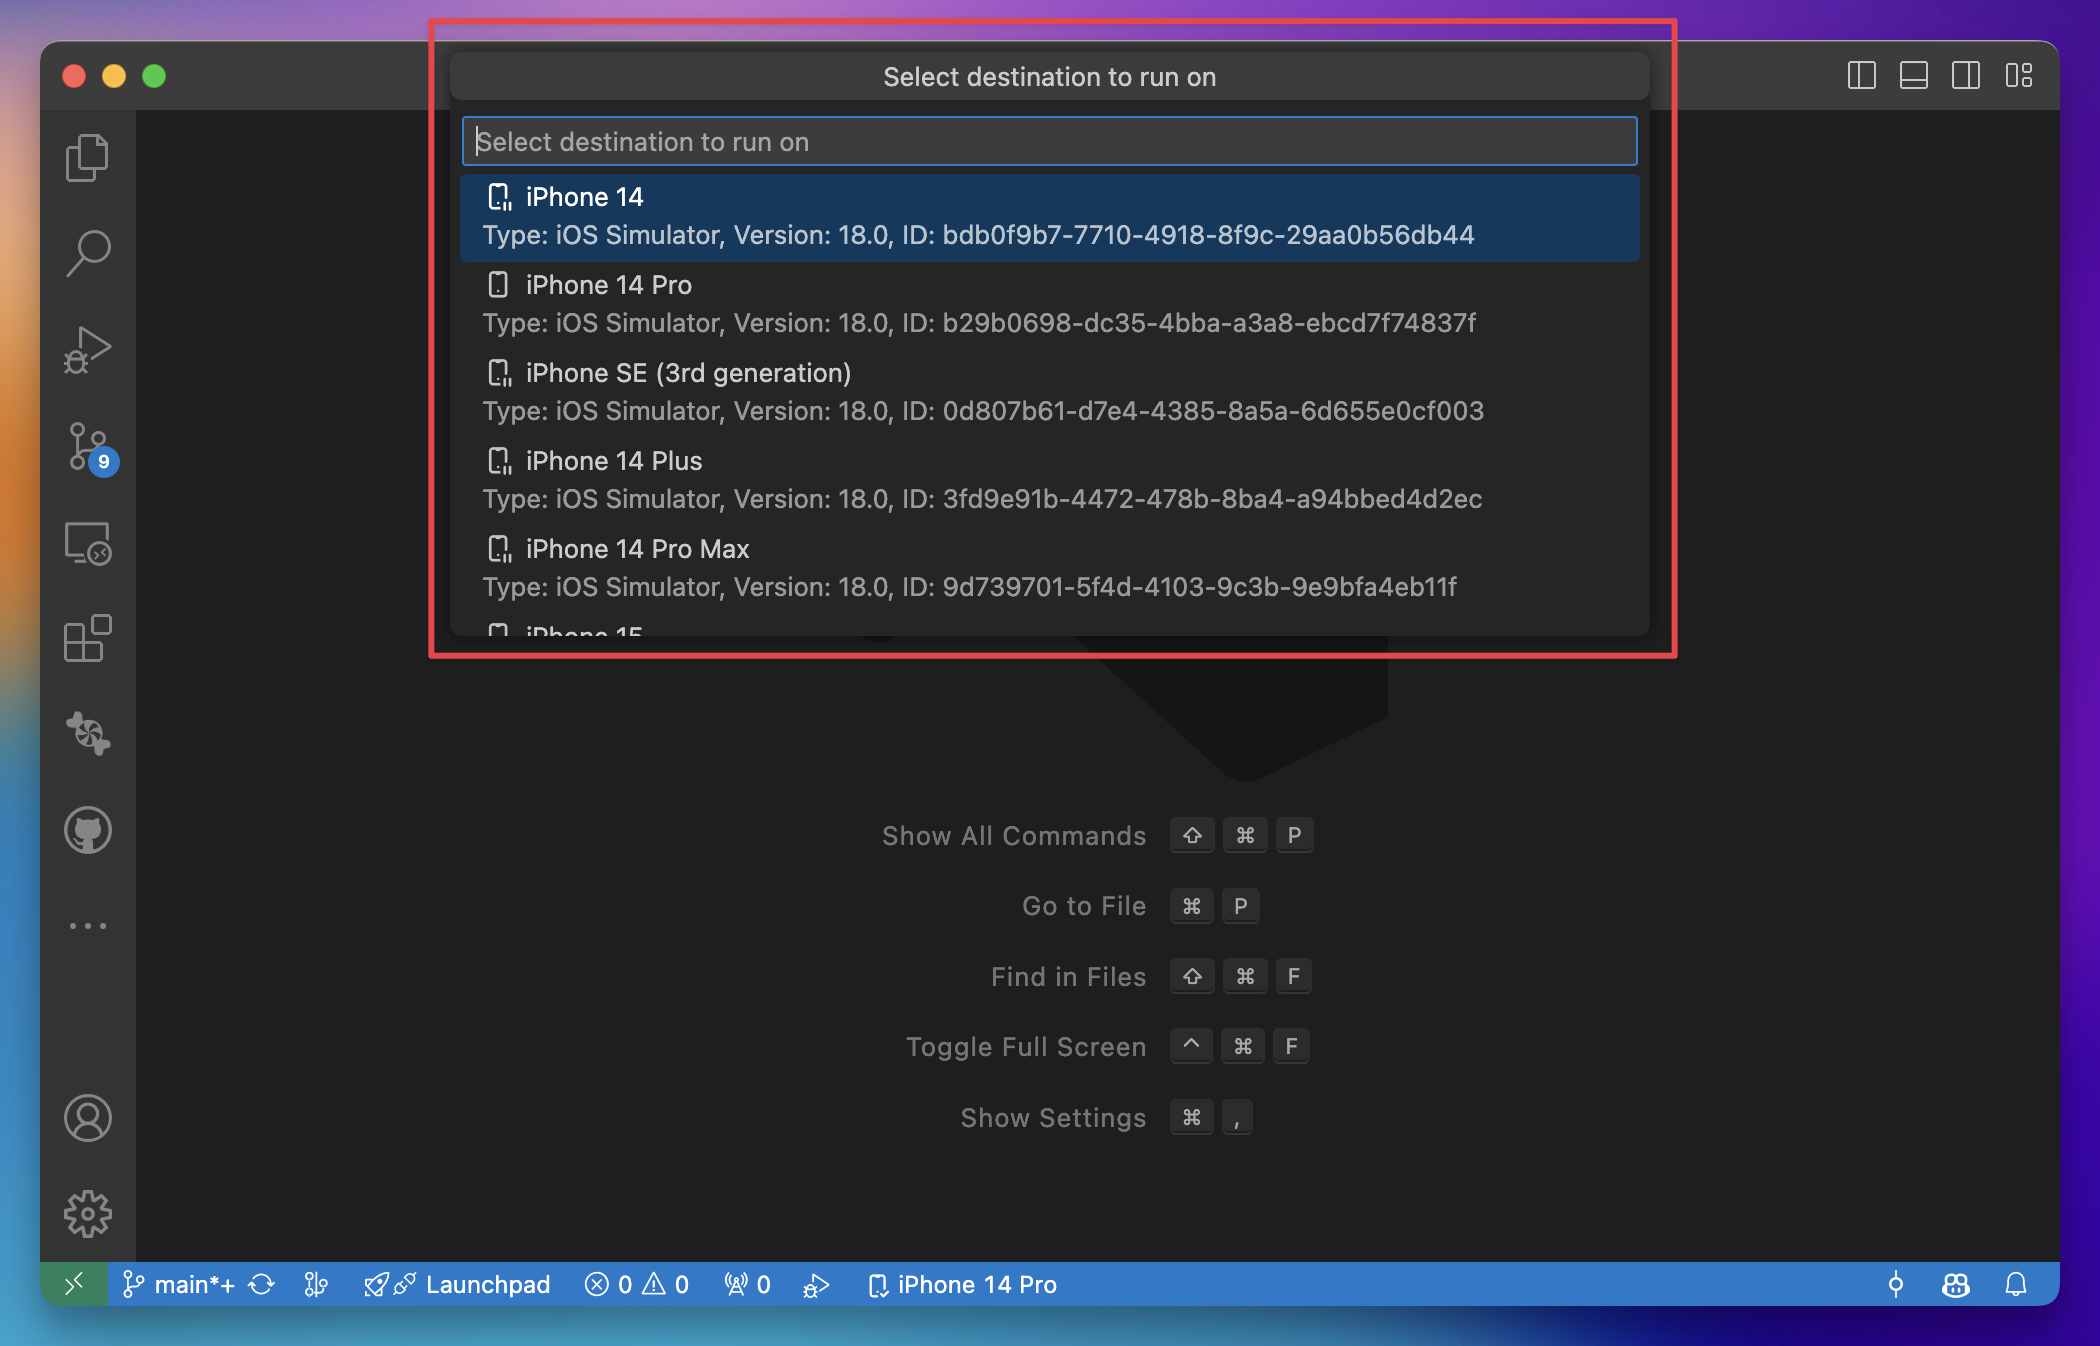 Select destination to run on
Select destination to run on
iPhone 14
Type: iOS Simulator, Version: 18.0, ID: bdb0f9b7-7710-4918-8f9c-29aa0b56db44
iPhone 14 Pro
Type: iOS Simulator, Version: 18.0, ID: b29b0698-dc35-4bba-a3a8-ebcd7f74837f
iPhone SE (3rd generation)
Type: iOS Simulator, Version: 18.0, ID: 0d807b61-d7e4-4385-8a5a-6d655e0cf003
iPhone 14 Plus
Type: iOS Simulator, Version: 18.0, ID: 3fd9e91b-4472-478b-8ba4-a94bbed4d2ec
iPhone 14 Pro Max
Type: iOS Simulator, Version: 18.0, ID: 9d739701-5f4d-4103-9c3b-9e9bfa4eb11f
iPhone 15
9
Show All Commands ⇧ ⌘ P
Go to File ⌘ P
Find in Files ⇧ ⌘ F
Toggle Full Screen ^ ⌘ F
Show Settings ⌘ ,
main*+ Launchpad 0 0 0 iPhone 14 Pro